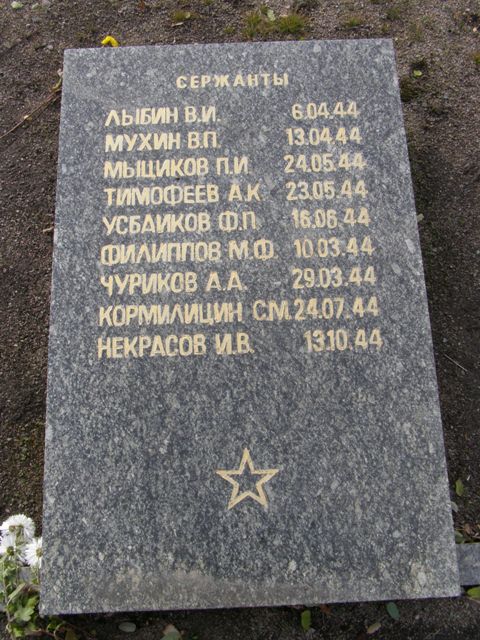 СЕРЖАНТЫ
ЛЫБИН В.И. 6.04.44
МУХИН В.П. 13.04.44
МЫЦИКОВ П.И 24.05.44
ТИМОФЕЕВ А.К 23.05.44
УСБАИКОВ Ф.П. 16.06.44
ФИЛИППОВ М.Ф. 10.03.44
ЧУРИКОВ А.А. 29.03.44
КОРМИЛИЦИН С.М. 24.07.44
НЕКРАСОВ И.В. 13.10.44